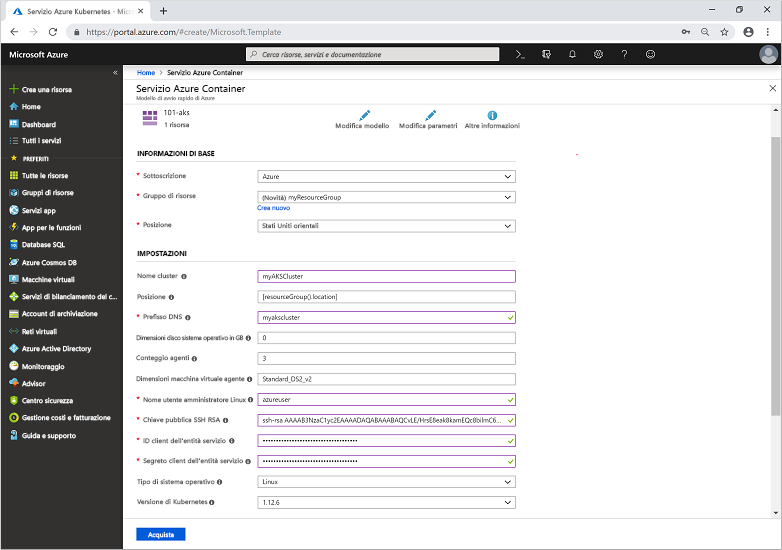 Servizio Azure Kubernetes - Micro
https://portal.azure.com/#create/Microsoft.Template
Microsoft Azure
Cerca risorse, servizi e documentazione
Crea una risorsa
Home
Dashboard
Tutti i servizi
PREFERITI
Tutte le risorse
Gruppi di risorse
Servizi app
App per le funzioni
Database SQL
Azure Cosmos DB
Macchine virtuali
Servizi di bilanciamento del c...
Account di archiviazione
Reti virtuali
Azure Active Directory
Monitoraggio
Advisor
Centro sicurezza
Gestione costi e fatturazione
Guida e supporto
Home > Servizio Azure Container
Servizio Azure Container
Modello di avvio rapido di Azure
101-aks
1 risorsa
Modifica modello
Modifica parametri
Altre informazioni
INFORMAZIONI DI BASE
* Sottoscrizione
Azure
* Gruppo di risorse
(Novità) myResourceGroup
Crea nuovo
* Posizione
Stati Uniti orientali
IMPOSTAZIONI
Nome cluster
myAKSCluster
Posizione
[resourceGroup().location]
* Prefisso DNS
myakscluster
Dimensioni disco sistema operativo in GB
0
Conteggio agenti
3
Dimensioni macchina virtuale agente
Standard_DS2_v2
* Nome utente amministratore Linux
azureuser
* Chiave pubblica SSH RSA
ssh-rsa AAAAB3NzaC1yc2EAAAADAQABAAABAQCvLE/HrsE8eak8kamEQc8bilmC6...
* ID client dell'entità servizio
* Segreto client dell'entità servizio
Tipo di sistema operativo
Linux
Versione di Kubernetes
1.12.6
Acquista